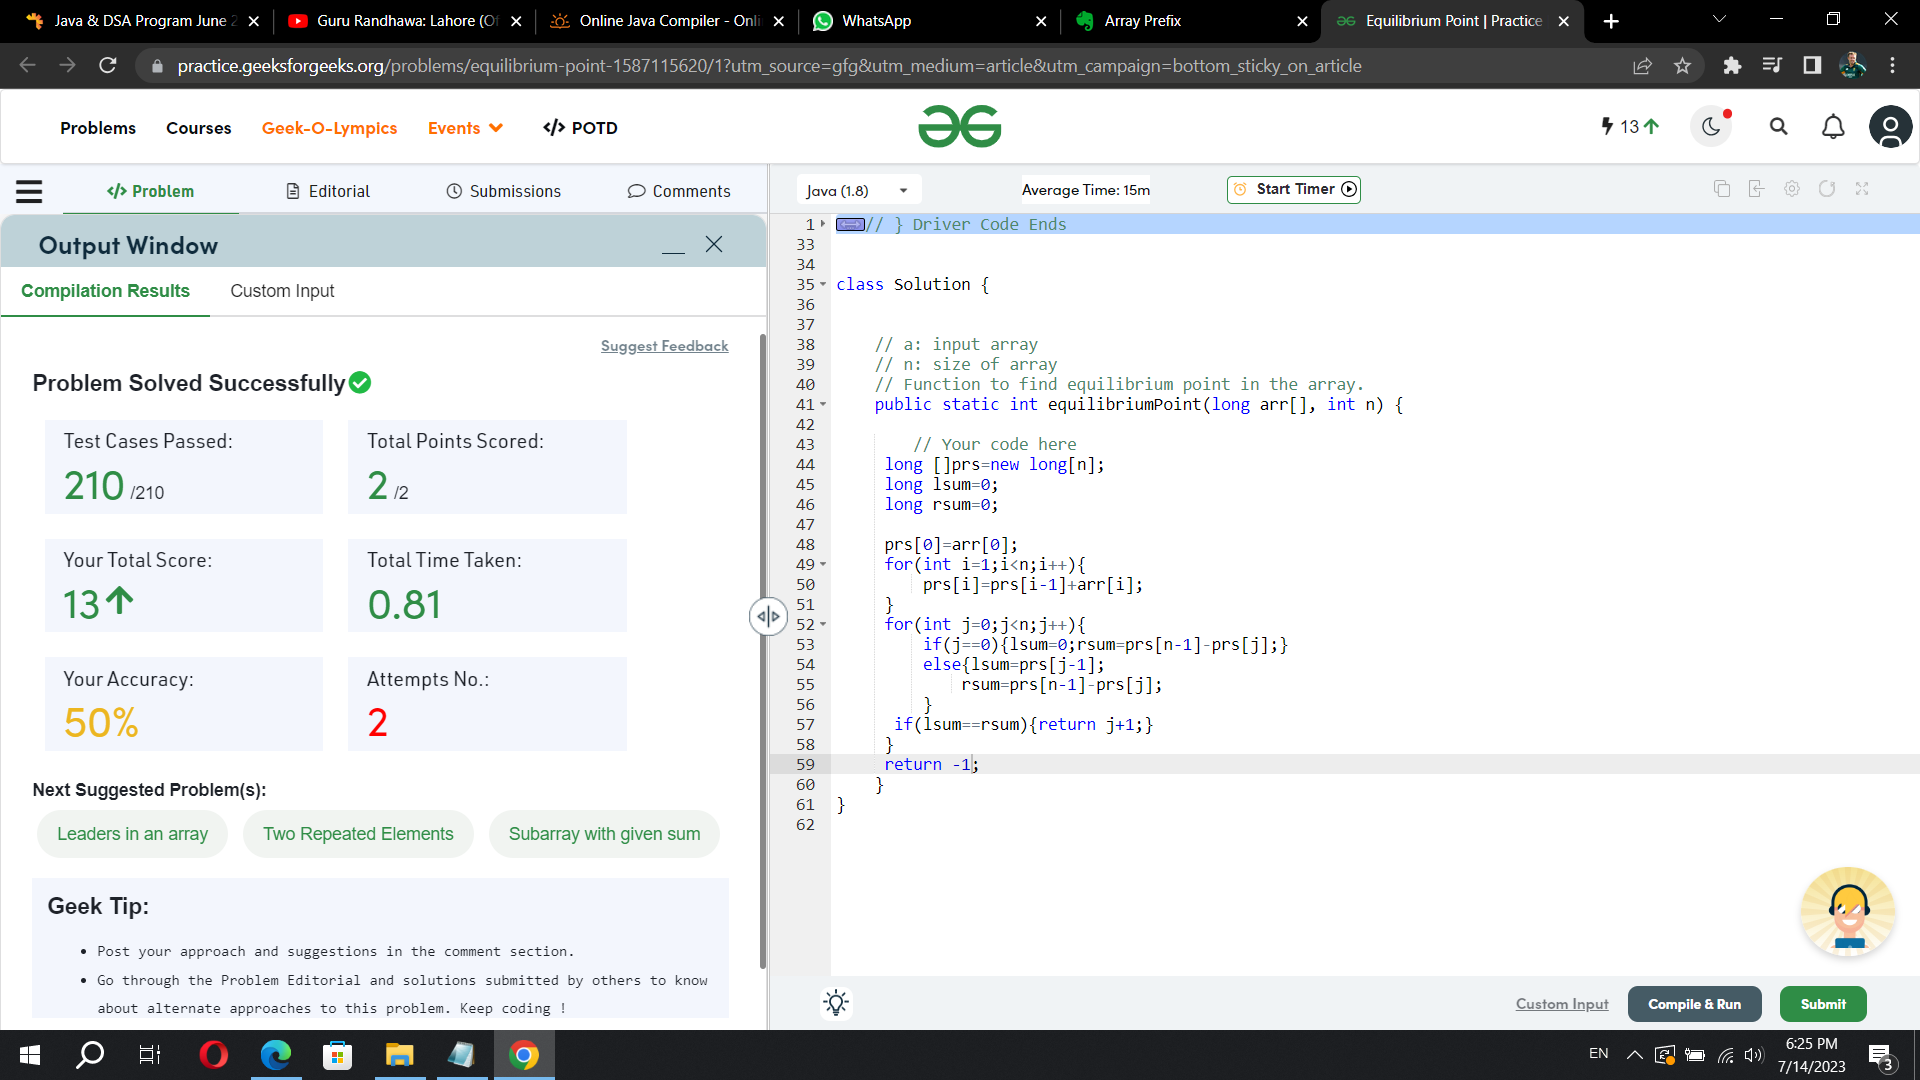 Java & DSA Program June 2
Guru Randhawa: Lahore (Of
Online Java Compiler - Onli
WhatsApp
Array Prefix
Equilibrium Point | Practice
practice.geeksforgeeks.org/problems/equilibrium-point-1587115620/1?utm_source=gfg&utm_medium=article&utm_campaign=bottom_sticky_on_article
Problems
Courses
Geek-O-Lympics
Events
</> POTD
13
</> Problem
Editorial
Submissions
Comments
Java (1.8)
Average Time: 15m
Start Timer
Output Window
Compilation Results
Custom Input
Suggest Feedback
Problem Solved Successfully
Test Cases Passed:
210 /210
Total Points Scored:
2 /2
Your Total Score:
13
Total Time Taken:
0.81
Your Accuracy:
50%
Attempts No.:
2
Next Suggested Problem(s):
Leaders in an array
Two Repeated Elements
Subarray with given sum
Geek Tip:
• Post your approach and suggestions in the comment section.
• Go through the Problem Editorial and solutions submitted by others to know
about alternate approaches to this problem. Keep coding !
1 // } Driver Code Ends
33
34
35 class Solution {
36
37
38 // a: input array
39 // n: size of array
40 // Function to find equilibrium point in the array.
41 public static int equilibriumPoint(long arr[], int n) {
42
43 // Your code here
44 long []prs=new long[n];
45 long lsum=0;
46 long rsum=0;
47
48 prs[0]=arr[0];
49 for(int i=1;i<n;i++){
50 prs[i]=prs[i-1]+arr[i];
51 }
52 for(int j=0;j<n;j++){
53 if(j==0){lsum=0;rsum=prs[n-1]-prs[j];}
54 else{lsum=prs[j-1];
55 rsum=prs[n-1]-prs[j];
56 }
57 if(lsum==rsum){return j+1;}
58 }
59 return -1;
60 }
61 }
62
Custom Input
Compile & Run
Submit
EN
6:25 PM
7/14/2023
3